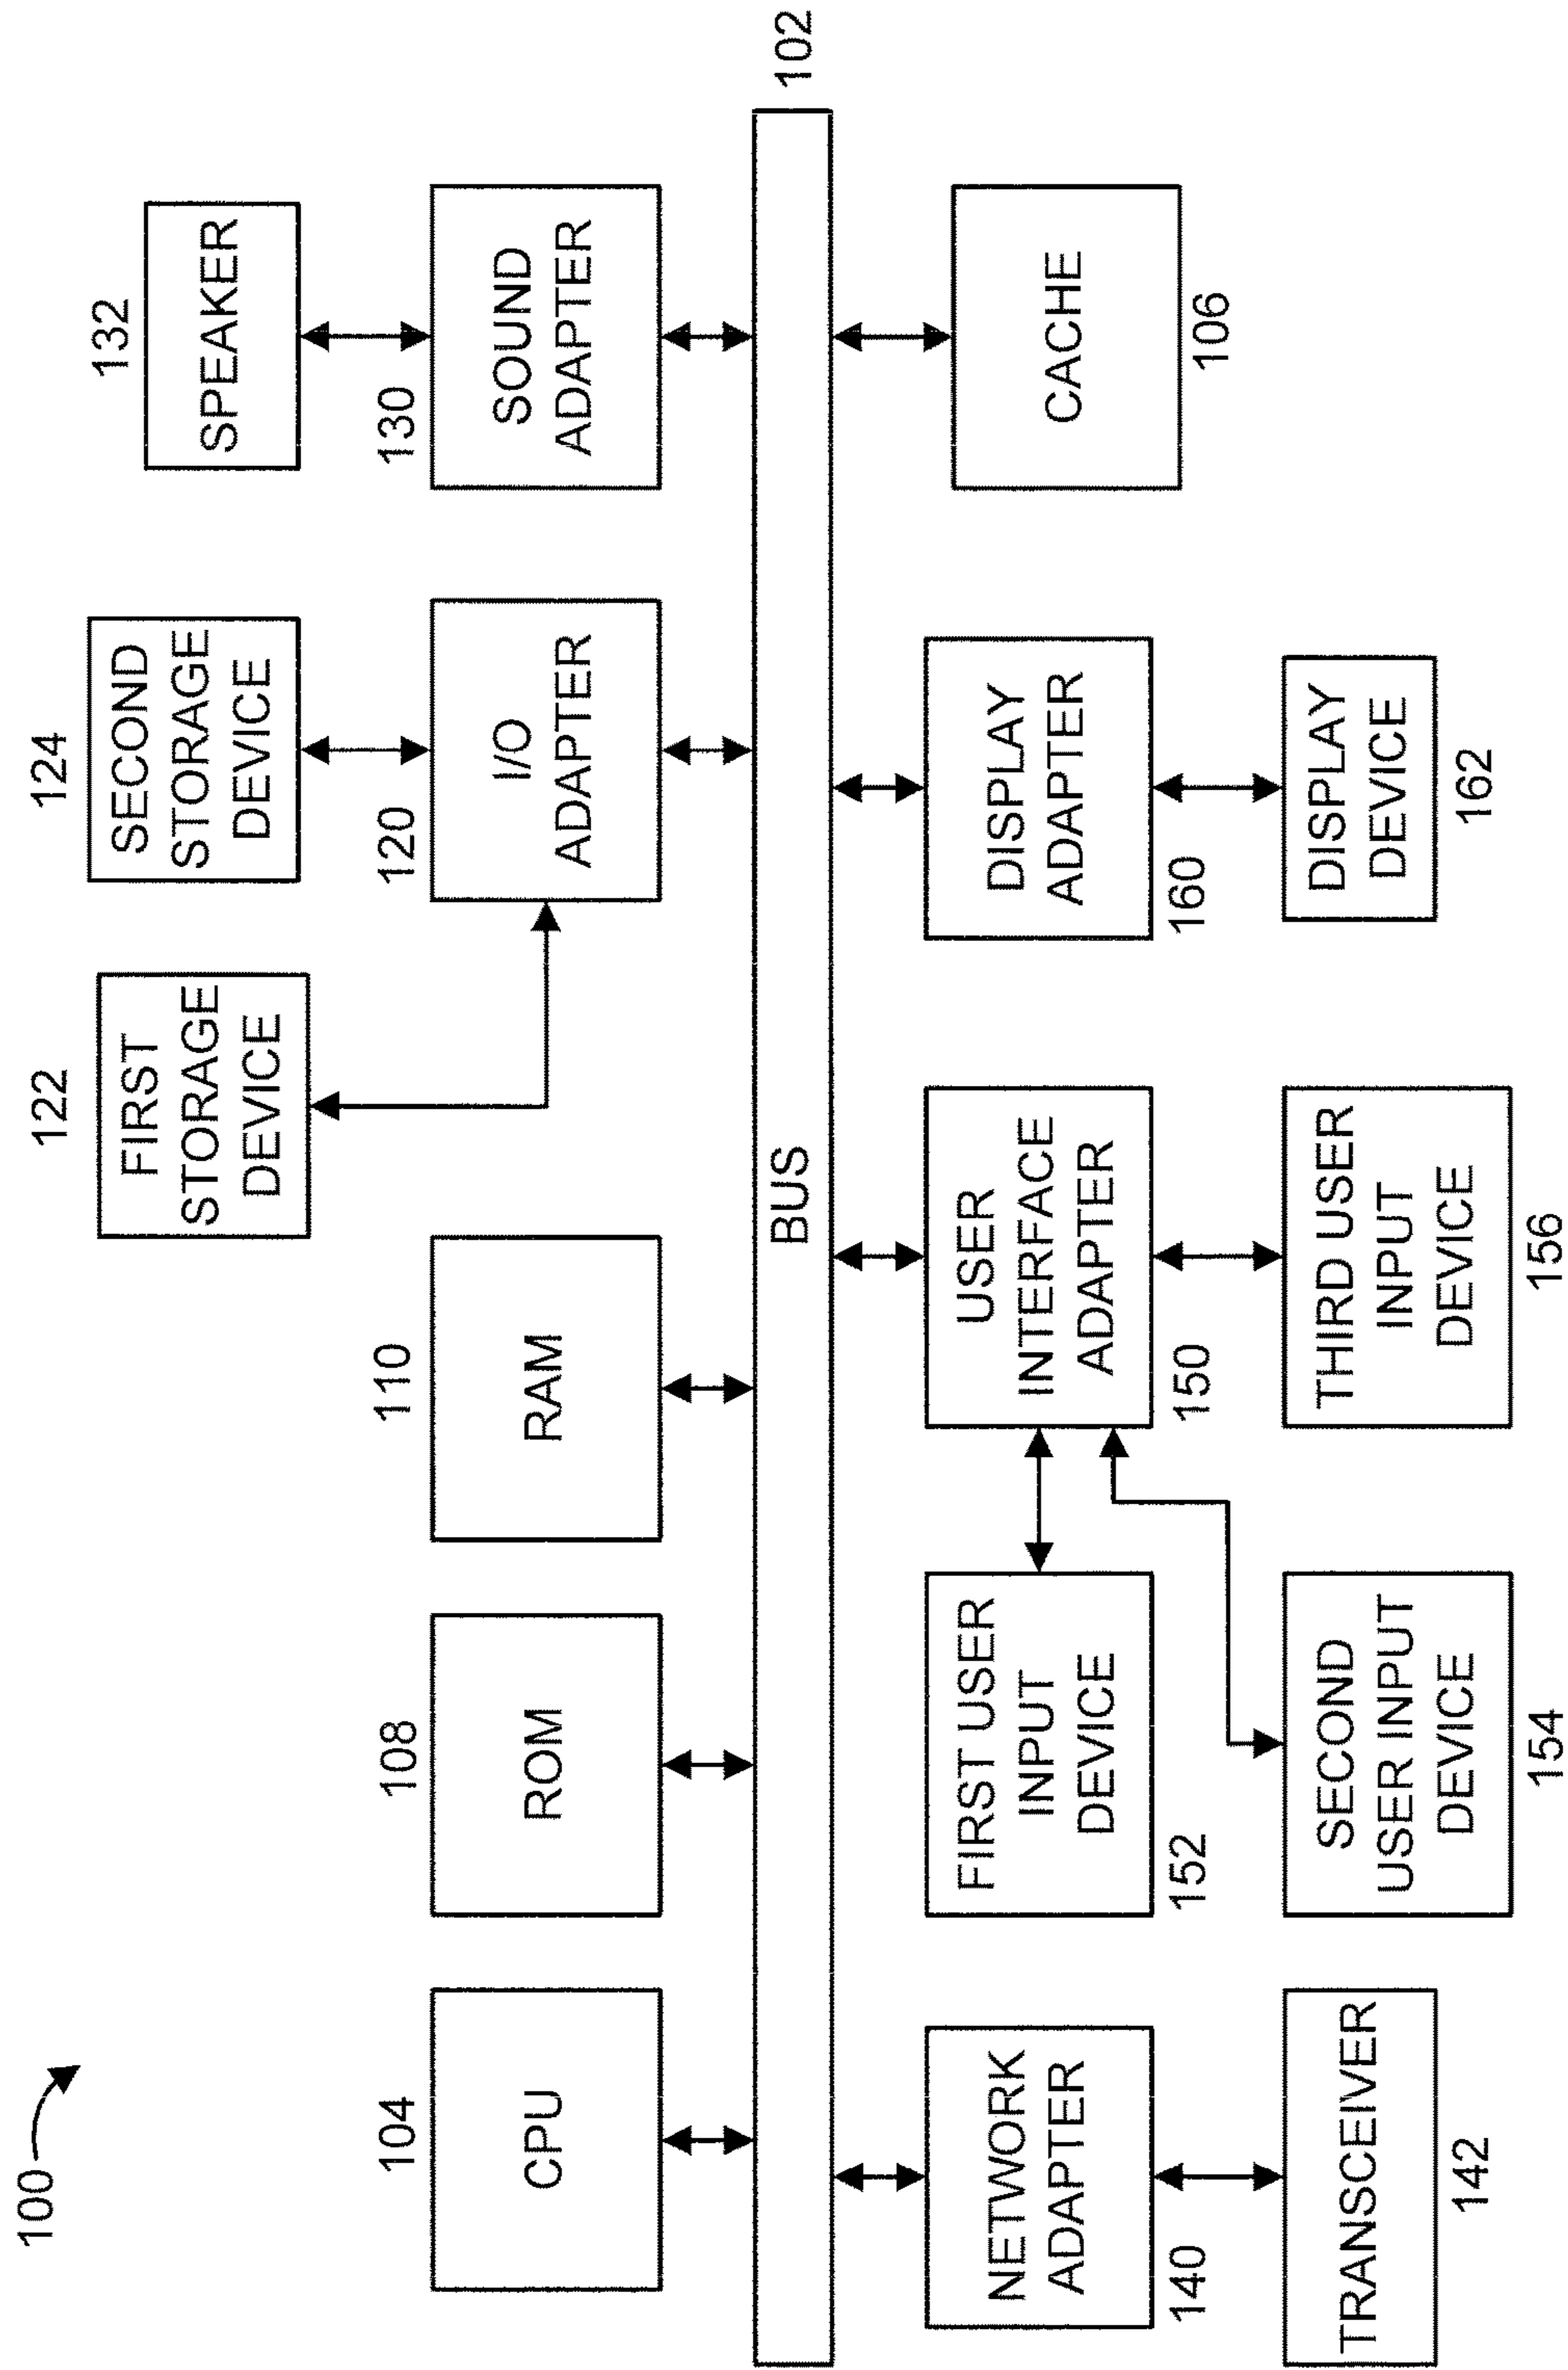 100
122
124
132
FIRST
STORAGE
DEVICE
SECOND
STORAGE
DEVICE
SPEAKER
104
108
110
120
130
CPU
ROM
RAM
I/O
ADAPTER
SOUND
ADAPTER
BUS
102
NETWORK
ADAPTER
FIRST USER
INPUT
DEVICE
USER
INTERFACE
ADAPTER
DISPLAY
ADAPTER
CACHE
140
152
150
160
106
TRANSCEIVER
SECOND
USER INPUT
DEVICE
THIRD USER
INPUT
DEVICE
DISPLAY
DEVICE
142
154
156
162